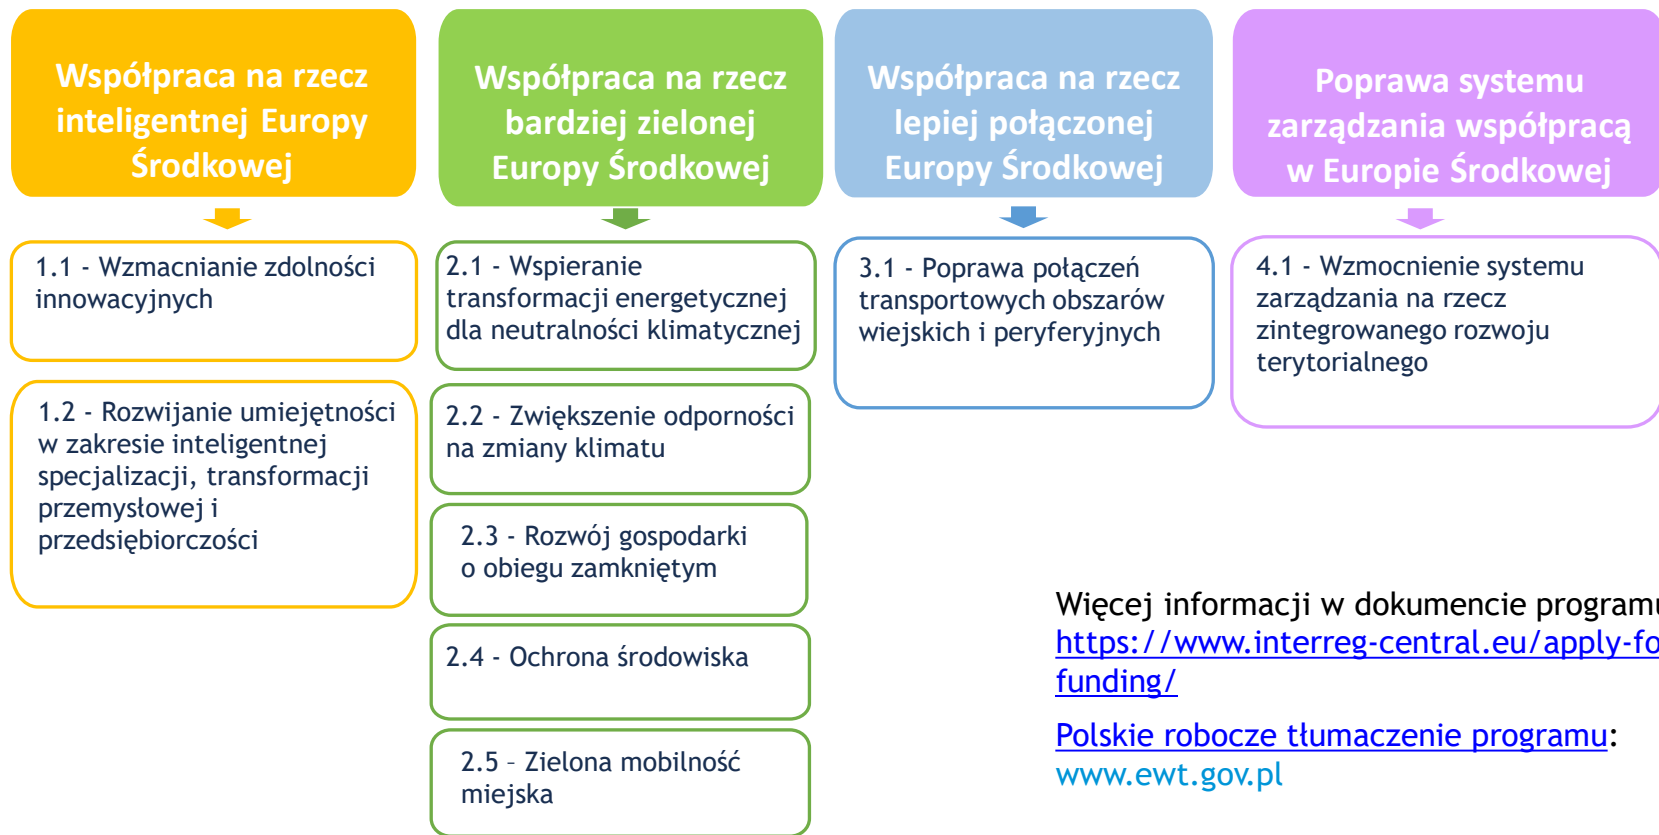 Współpraca na rzecz
inteligentnej Europy
Środkowej
1.1 - Wzmacnianie zdolności
innowacyjnych
1.2 - Rozwijanie umiejętności
w zakresie inteligentnej
specjalizacji, transformacji
przemysłowej i
przedsiębiorczości
Współpraca na rzecz
bardziej zielonej
Europy Środkowej
2.1 - Wspieranie
transformacji energetycznej
dla neutralności klimatycznej
2.2 - Zwiększenie odporności
na zmiany klimatu
2.3 - Rozwój gospodarki
o obiegu zamkniętym
2.4 - Ochrona środowiska
2.5 – Zielona mobilność
miejska
Współpraca na rzecz
lepiej połączonej
Europy Środkowej
3.1 - Poprawa połączeń
transportowych obszarów
wiejskich i peryferyjnych
Poprawa systemu
zarządzania współpracą
w Europie Środkowej
4.1 - Wzmocnienie systemu
zarządzania na rzecz
zintegrowanego rozwoju
terytorialnego
Więcej informacji w dokumencie programu
https://www.interreg-central.eu/apply-fo
funding/
Polskie robocze tłumaczenie programu:
www.ewt.gov.pl